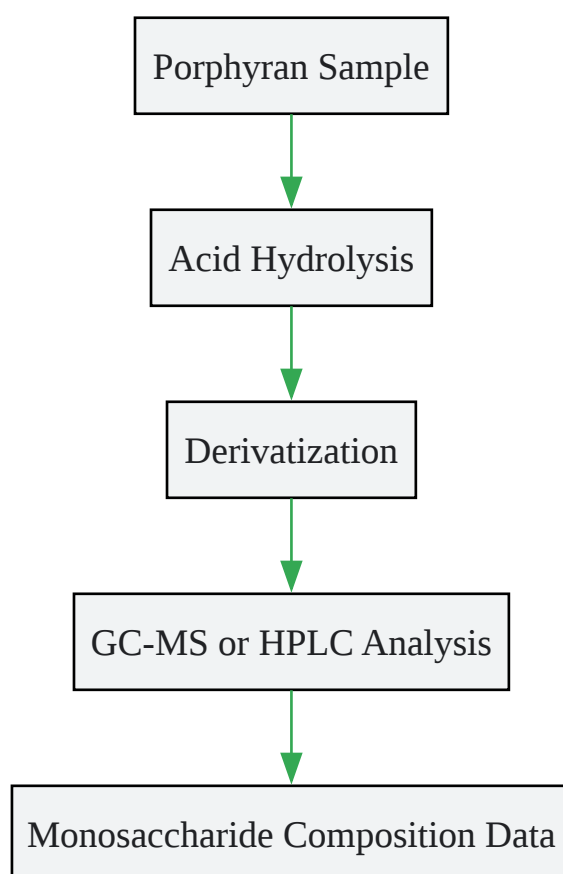 Porphyran Sample
Acid Hydrolysis
Derivatization
GC-MS or HPLC Analysis
Monosaccharide Composition Data